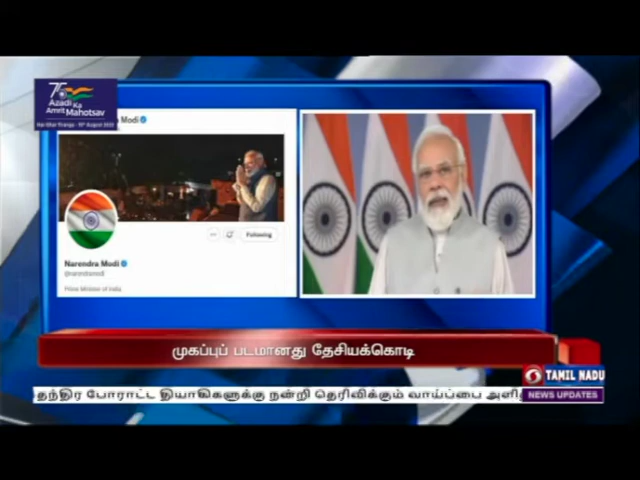 75
Azadi Ka
Amrit Mahotsav
Modi
Following
Narendra Modi
@narendramodi
Prime Minister of India
முகப்புப் படமானது தேசியக்கொடி
TAMIL NADU
NEWS UPDATES
போராட்ட தியாகிகளுக்கு நன்றி தெரிவிக்கும் வாய்ப்பை